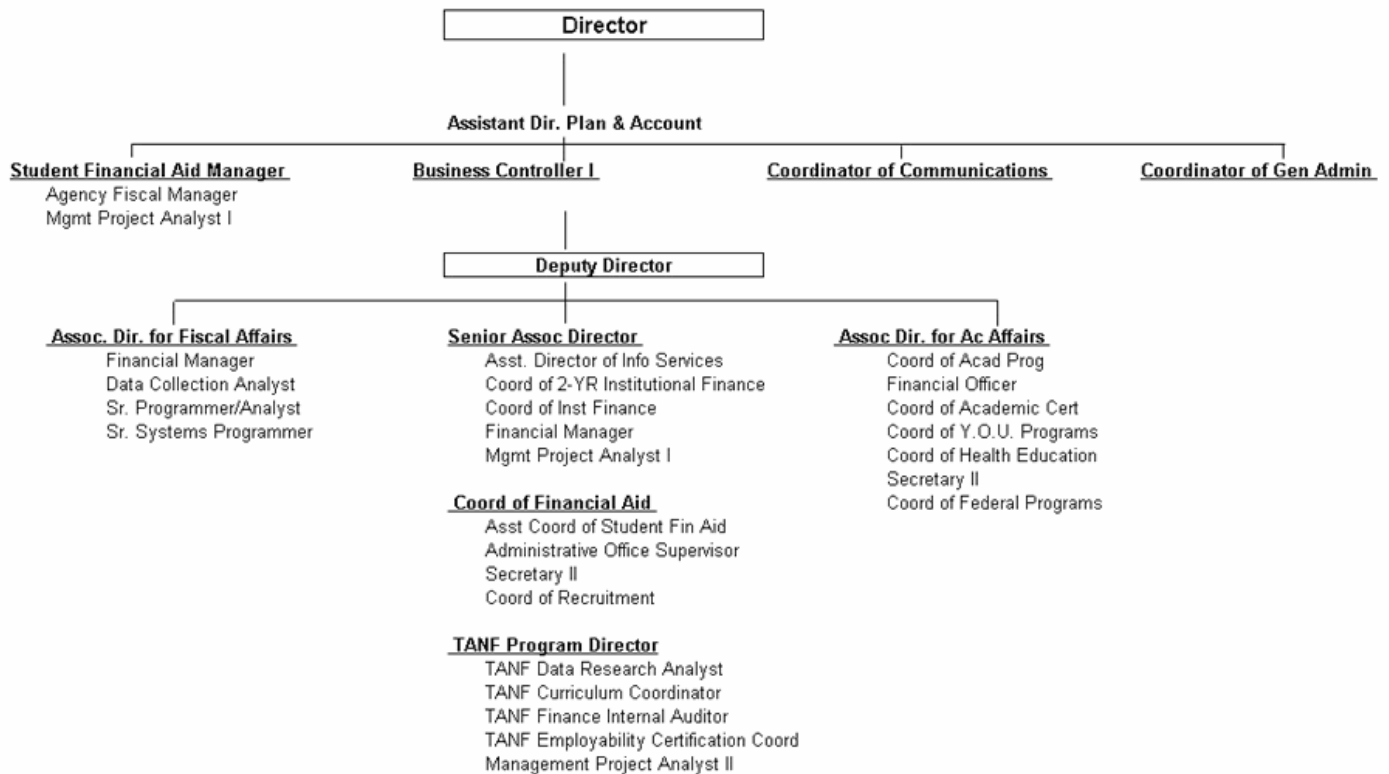 Director
Assistant Dir. Plan & Account
Student Financial Aid Manager
Agency Fiscal Manager
Mgmt Project Analyst I
Business Controller I
Coordinator of Communications
Coordinator of Gen Admin
Deputy Director
Assoc. Dir. for Fiscal Affairs
Financial Manager
Data Collection Analyst
Sr. Programmer/Analyst
Sr. Systems Programmer
Senior Assoc Director
Asst. Director of Info Services
Coord of 2-YR Institutional Finance
Coord of Inst Finance
Financial Manager
Mgmt Project Analyst I
Coord of Financial Aid
Asst Coord of Student Fin Aid
Administrative Office Supervisor
Secretary II
Coord of Recruitment
TANF Program Director
TANF Data Research Analyst
TANF Curriculum Coordinator
TANF Finance Internal Auditor
TANF Employability Certification Coord
Management Project Analyst II
Assoc Dir. for Ac Affairs
Coord of Acad Prog
Financial Officer
Coord of Academic Cert
Coord of Y.O.U. Programs
Coord of Health Education
Secretary II
Coord of Federal Programs